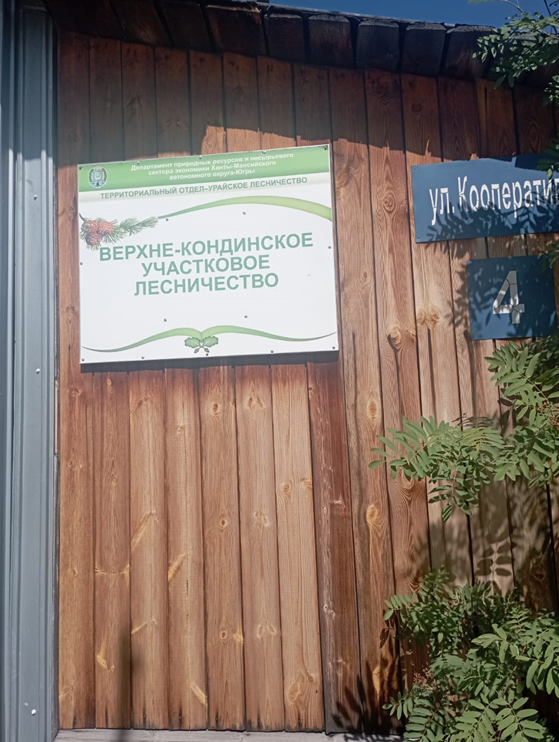 Департамент природных ресурсов и несырьевого
сектора экономики Ханты-Мансийского
автономного округа-Югры
ТЕРРИТОРИАЛЬНЫЙ ОТДЕЛ-УРАЙСКОЕ ЛЕСНИЧЕСТВО
ВЕРХНЕ-КОНДИНСКОЕ
УЧАСТКОВОЕ
ЛЕСНИЧЕСТВО
ул. Кооперати
4